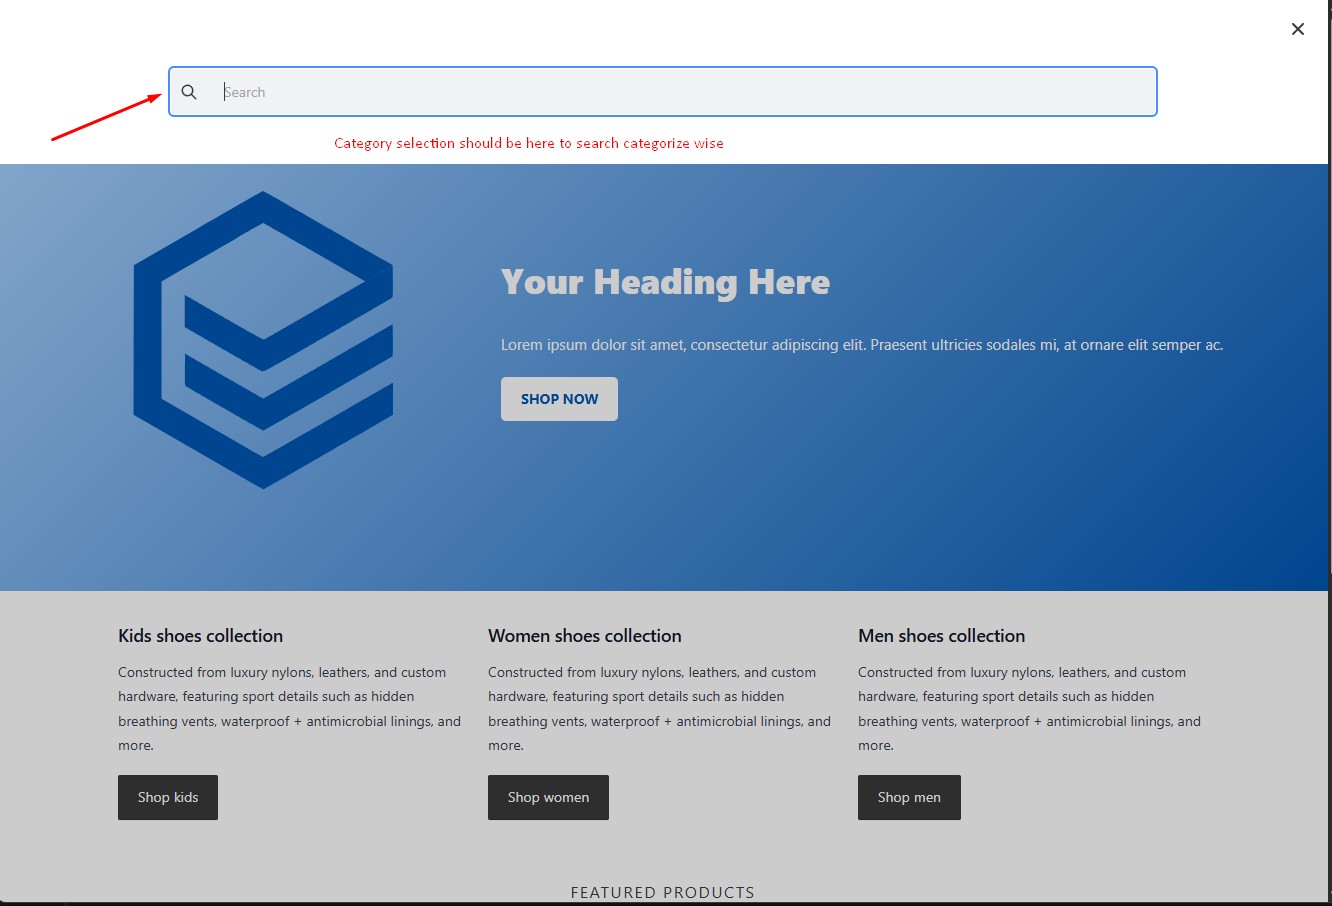 Search
Category selection should be here to search categorize wise
Your Heading Here
Lorem ipsum dolor sit amet, consectetur adipiscing elit. Praesent ultricies sodales mi, at ornare elit semper ac.
SHOP NOW
Kids shoes collection
Constructed from luxury nylons, leathers, and custom
hardware, featuring sport details such as hidden
breathing vents, waterproof + antimicrobial linings, and
more.
Shop kids
Women shoes collection
Constructed from luxury nylons, leathers, and custom
hardware, featuring sport details such as hidden
breathing vents, waterproof + antimicrobial linings, and
more.
Shop women
Men shoes collection
Constructed from luxury nylons, leathers, and custom
hardware, featuring sport details such as hidden
breathing vents, waterproof + antimicrobial linings, and
more.
Shop men
FEATURED PRODUCTS